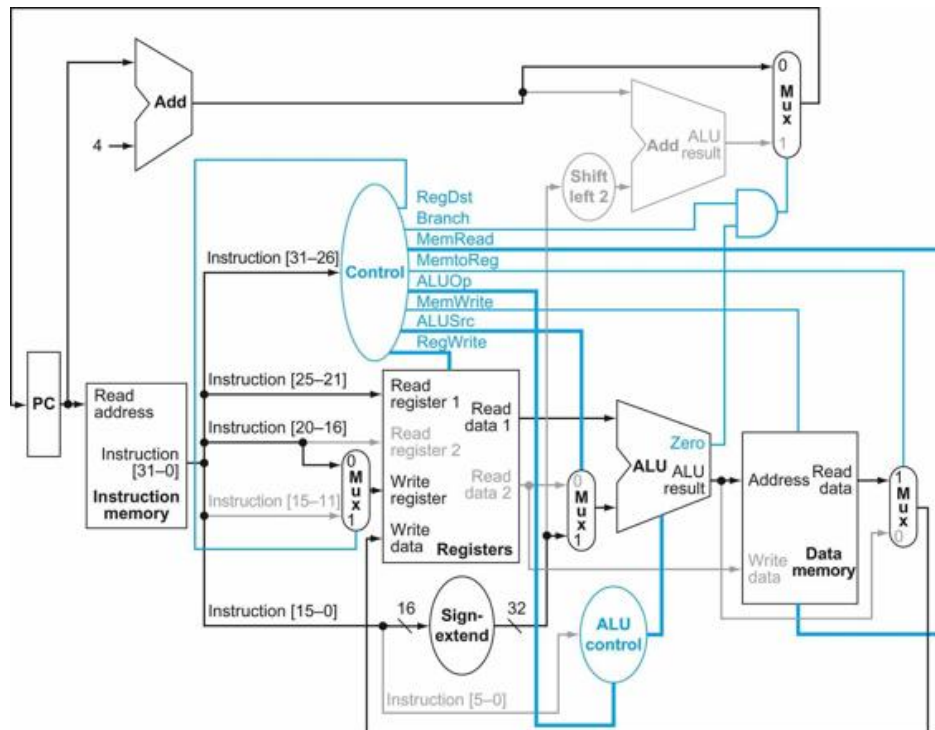 0
Mux
1
Add
4
Add ALU
result
Shift
left 2
RegDst
Branch
MemRead
MemtoReg
ALUOp
MemWrite
ALUSrc
RegWrite
Instruction [31–26]
Control
PC
Read
address
Instruction
[31–0]
Instruction
memory
Instruction [25–21]
Instruction [20–16]
Instruction [15–11]
Instruction [15–0]
0
Mux
1
Read
register 1
Read
register 2
Write
register
Write
data
Read
data 1
Read
data 2
Registers
0
Mux
1
Zero
ALU
ALU
result
Address
Read
data
Write
data
Data
memory
1
Mux
0
16
Sign-
extend
32
ALU
control
Instruction [5–0]